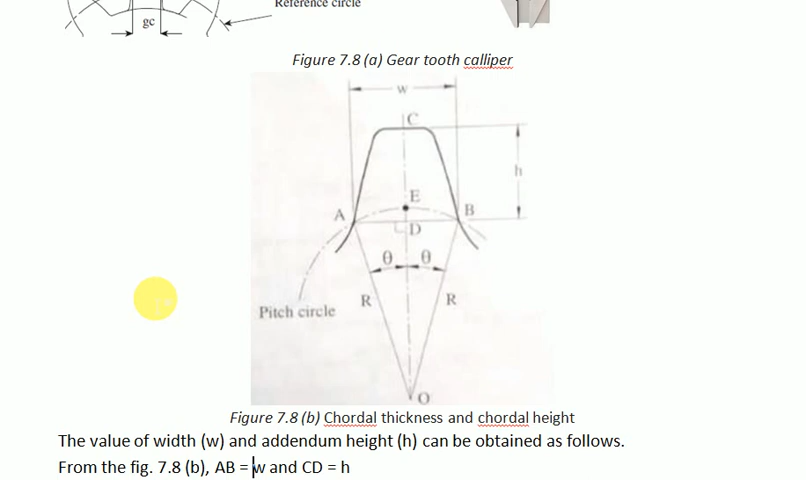 Reference circle
gc
Figure 7.8 (a) Gear tooth calliper
w
C
h
E
A
B
D
θ θ
R R
Pitch circle
O
Figure 7.8 (b) Chordal thickness and chordal height
The value of width (w) and addendum height (h) can be obtained as follows.
From the fig. 7.8 (b), AB = w and CD = h